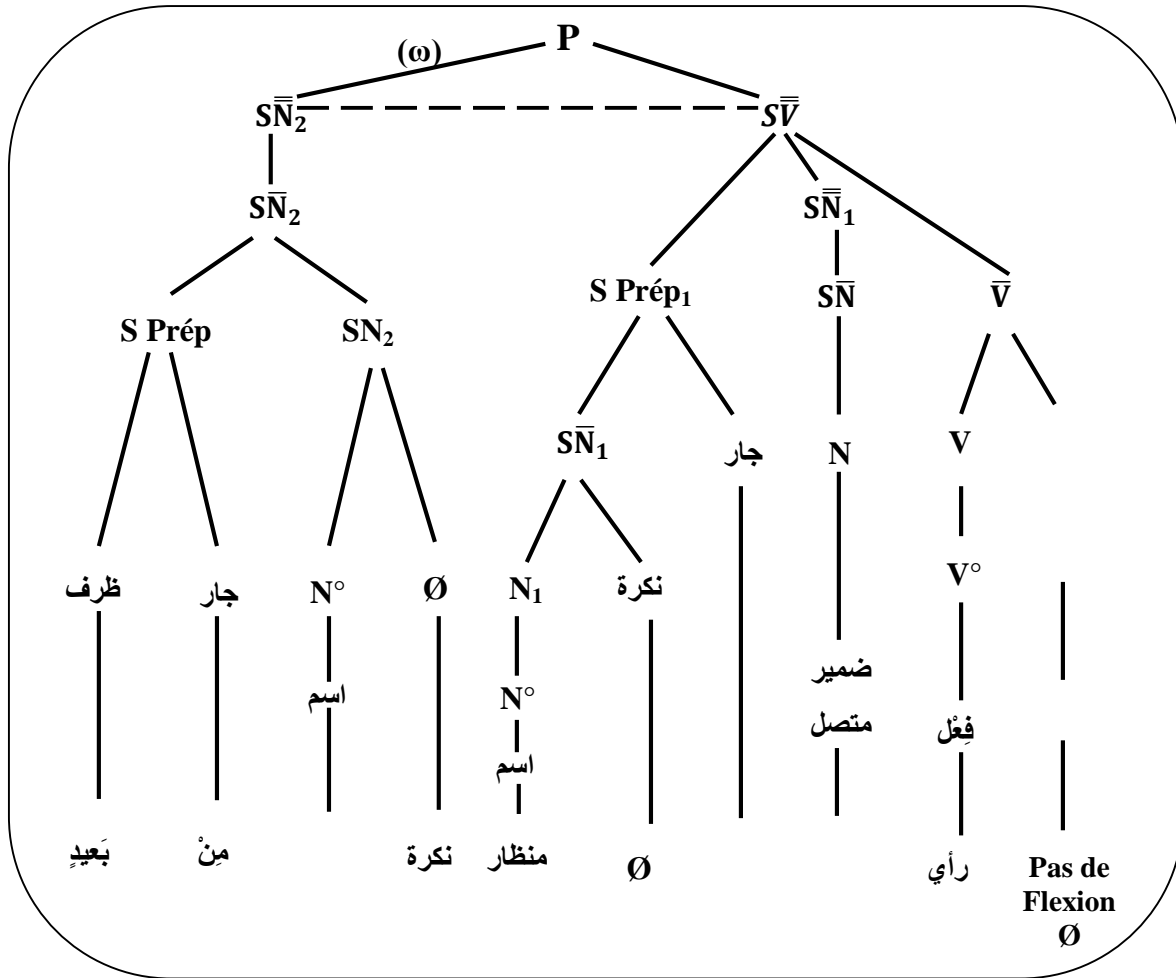 P
(ω)
SN̿₂ SV̿
SN̄₂ SN̿₁
S Prép SN₂ S Prép₁ SN̄ V̄
SN̄₁ جار N V
ظرف جار N° Ø N₁ نكرة V°
اسم N° ضمير
اسم متصل فِعْل
بَعيدٍ مِنْ نكرة منظار Ø رأي Pas de
Flexion
Ø